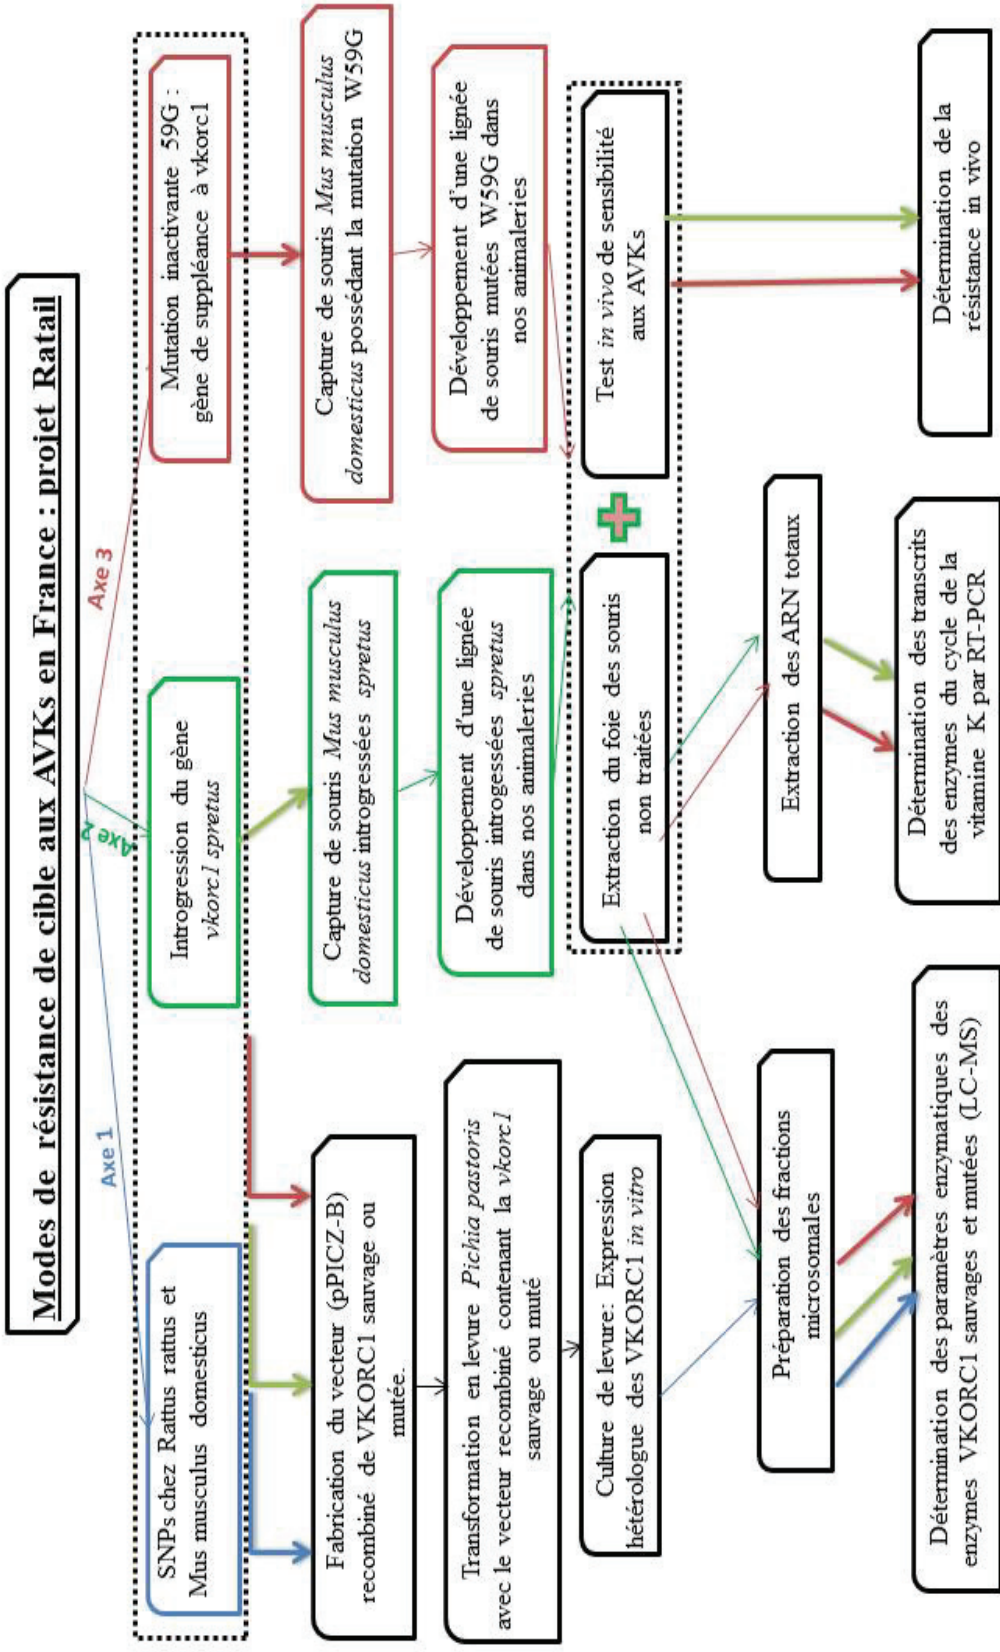 Modes de résistance de cible aux AVKs en France : projet Ratail
Axe 1
Axe 2
Axe 3
SNPs chez Rattus rattus et
Mus musculus domesticus
Introgression du gène
vkorc1 spretus
Mutation inactivante 59G :
gène de suppléance à vkorc1
Fabrication du vecteur (pPICZ-B)
recombiné de VKORC1 sauvage ou
mutée.
Capture de souris Mus musculus
domesticus introgressées spretus
Capture de souris Mus musculus
domesticus possédant la mutation W59G
Transformation en levure Pichia pastoris
avec le vecteur recombiné contenant la vkorc1
sauvage ou muté
Développement d'une lignée
de souris introgessées spretus
dans nos animaleries
Développement d'une lignée
de souris mutées W59G dans
nos animaleries
Culture de levure: Expression
hétérologue des VKORC1 in vitro
Extraction du foie des souris
non traitées
Test in vivo de sensibilité
aux AVKs
Préparation des fractions
microsomales
Extraction des ARN totaux
Détermination des paramètres enzymatiques des
enzymes VKORC1 sauvages et mutées (LC-MS)
Détermination des transcrits
des enzymes du cycle de la
vitamine K par RT-PCR
Détermination de la
résistance in vivo